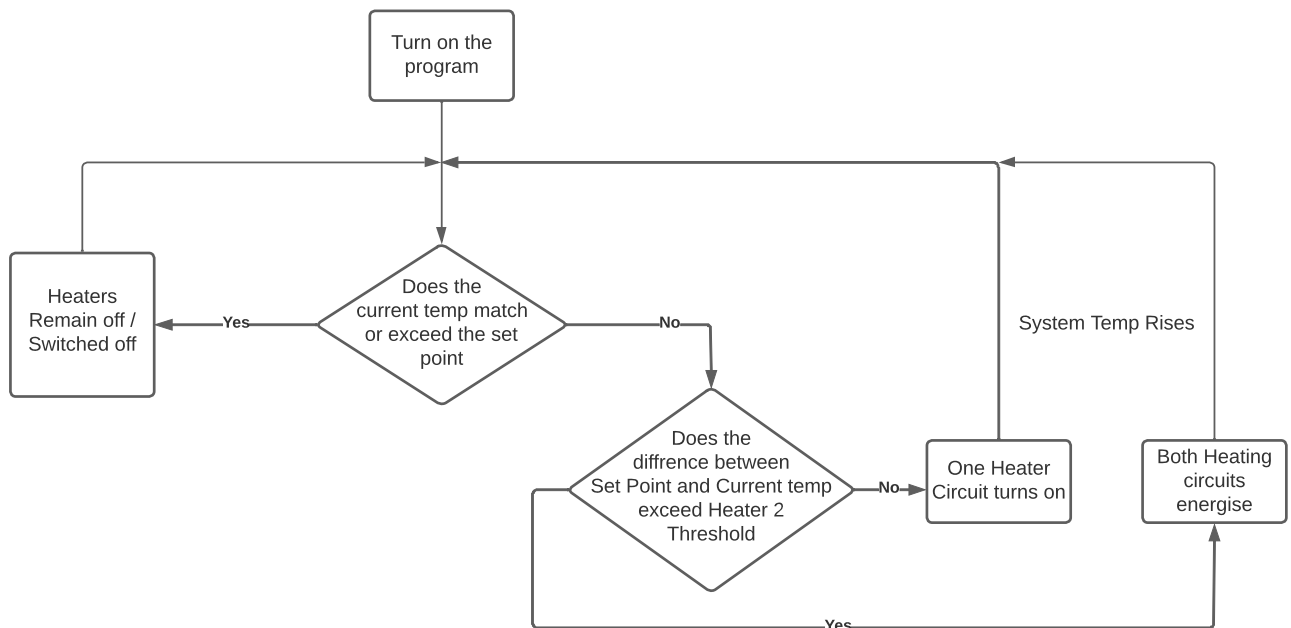 Turn on the
program
Heaters
Remain off /
Switched off
Yes
Does the
current temp match
or exceed the set
point
No
System Temp Rises
Does the
diffrence between
Set Point and Current temp
exceed Heater 2
Threshold
No
One Heater
Circuit turns on
Both Heating
circuits
energise
Yes